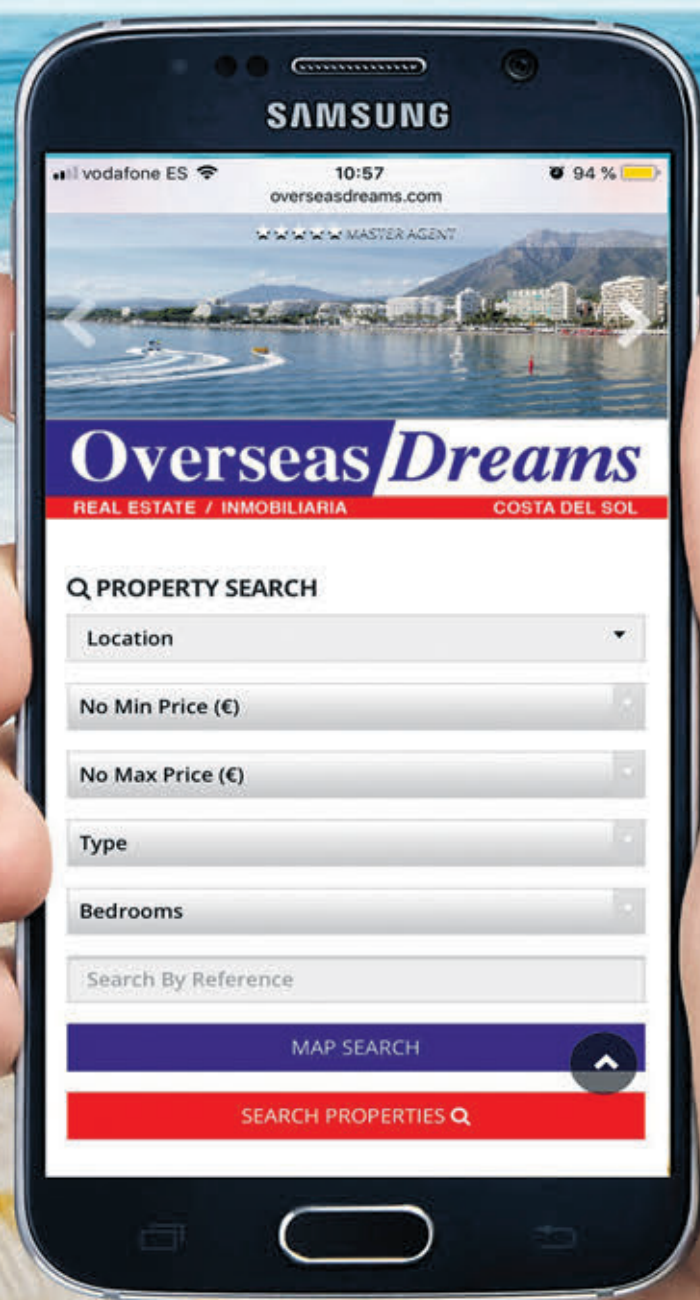 SAMSUNG
vodafone ES 10:57 94 %
overseasdreams.com
MASTER AGENT
Overseas Dreams
REAL ESTATE / INMOBILIARIA COSTA DEL SOL
PROPERTY SEARCH
Location
No Min Price (€)
No Max Price (€)
Type
Bedrooms
Search By Reference
MAP SEARCH
SEARCH PROPERTIES